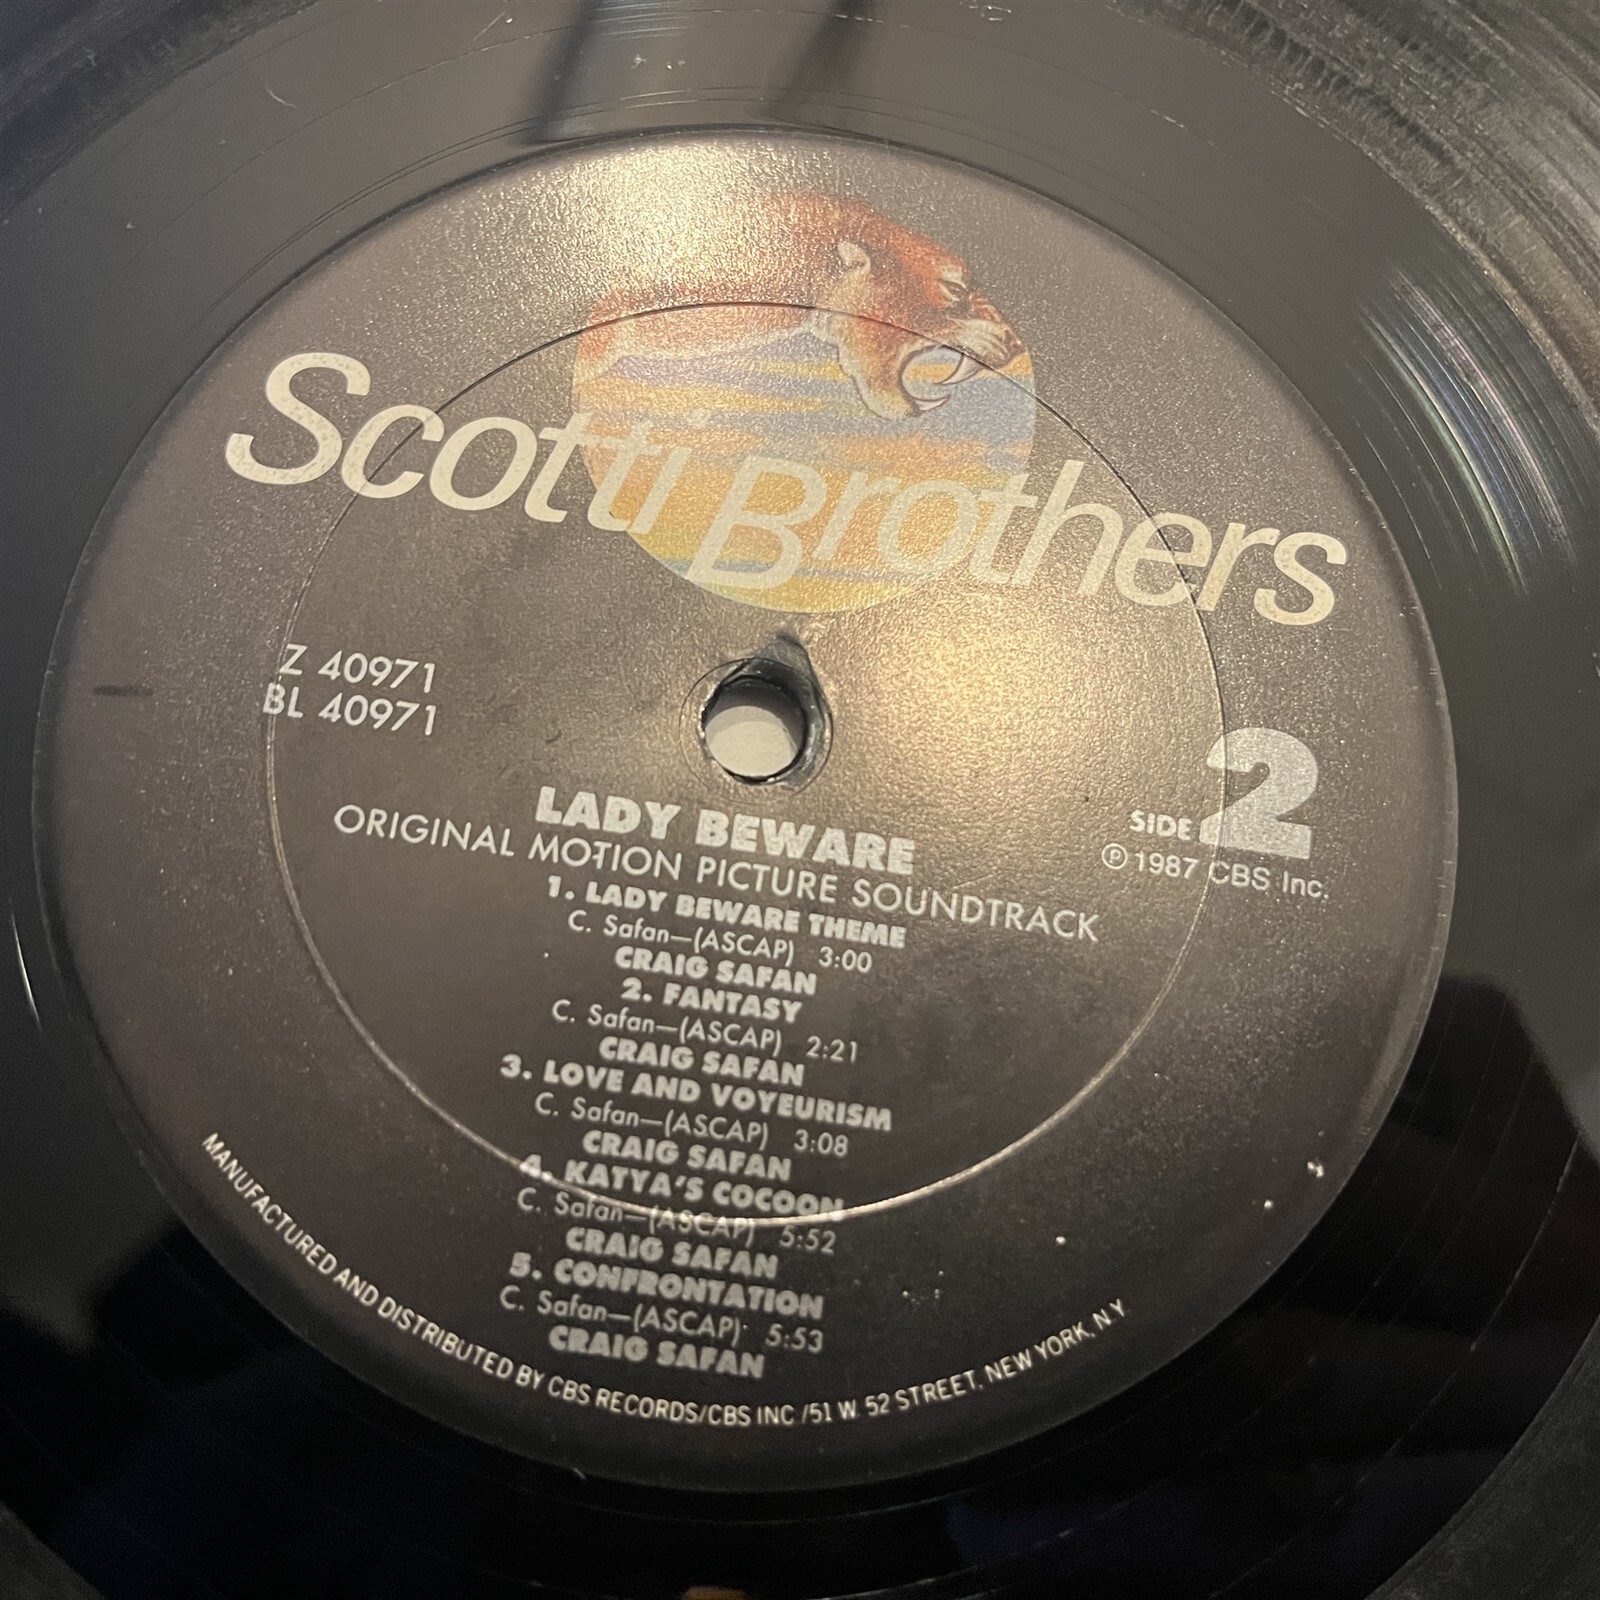 Scotti Brothers
Z 40971
BL 40971
SIDE 2
Ⓟ 1987 CBS Inc.
LADY BEWARE
ORIGINAL MOTION PICTURE SOUNDTRACK
1. LADY BEWARE THEME
C. Safan—(ASCAP) 3:00
CRAIG SAFAN
2. FANTASY
C. Safan—(ASCAP) 2:21
CRAIG SAFAN
3. LOVE AND VOYEURISM
C. Safan—(ASCAP) 3:08
CRAIG SAFAN
4. KATYA'S COCOON
C. Safan—(ASCAP) 5:52
CRAIG SAFAN
5. CONFRONTATION
C. Safan—(ASCAP) 5:53
CRAIG SAFAN
MANUFACTURED AND DISTRIBUTED BY CBS RECORDS/CBS INC /51 W. 52 STREET, NEW YORK, N.Y.